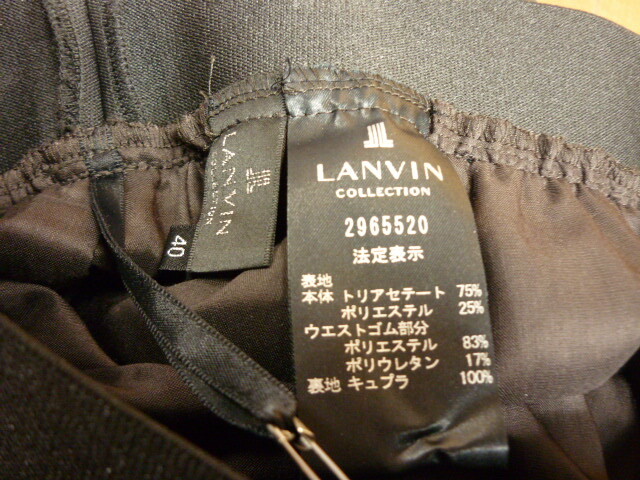 LANVIN
COLLECTION
40
LANVIN
COLLECTION
2965520
法定表示
表地
本体 トリアセテート 75%
ポリエステル 25%
ウエストゴム部分
ポリエステル 83%
ポリウレタン 17%
裏地 キュプラ 100%